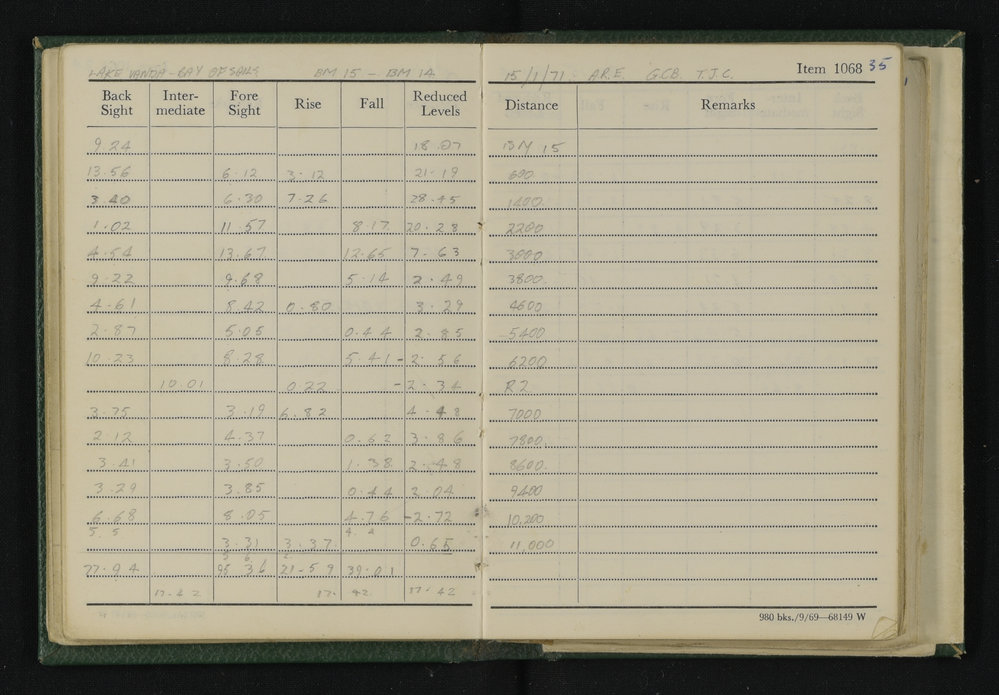 LAKE VANDA - BAY OF SAILS BM 15 - BM 14 15/1/71 A.R.E. G.C.B. T.J.C. Item 1068 35
Back Sight Inter-mediate Fore Sight Rise Fall Reduced Levels Distance Remarks
9.24 18.07 BM 15
13.56 6.12 3.12 21.19 600
3.40 6.30 7.26 28.45 1400
1.02 11.57 8.17 20.28 2200
4.54 13.67 12.65 7.63 3000
9.22 9.68 5.14 2.49 3800
4.61 8.42 0.80 3.29 4600
2.87 5.05 0.44 2.85 5400
10.23 8.28 5.41 -2.56 6200
10.01 0.22 -2.34 R2
3.75 3.19 6.82 4.48 7000
2.12 4.37 0.62 3.86 7800
3.41 3.50 1.38 2.48 8600
3.29 3.85 0.44 2.04 9400
6.68 8.05 4.76 -2.72 10,200
3.31 3.37 0.65 11,000
77.94 95.36 21.59 39.01
17.42 17.42 17.42
980 bks./9/69—68149 W